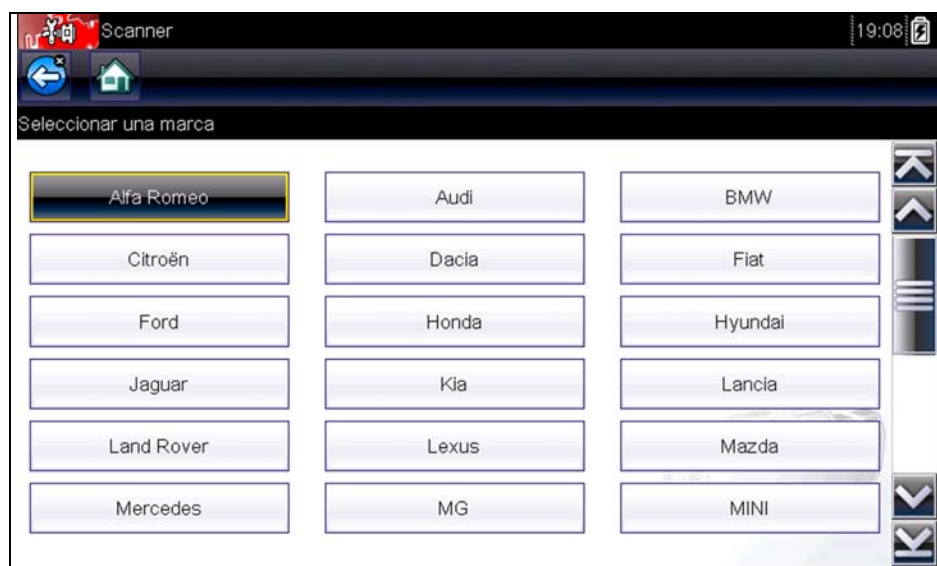 Scanner 19:08
Seleccionar una marca
Alfa Romeo Audi BMW
Citroën Dacia Fiat
Ford Honda Hyundai
Jaguar Kia Lancia
Land Rover Lexus Mazda
Mercedes MG MINI